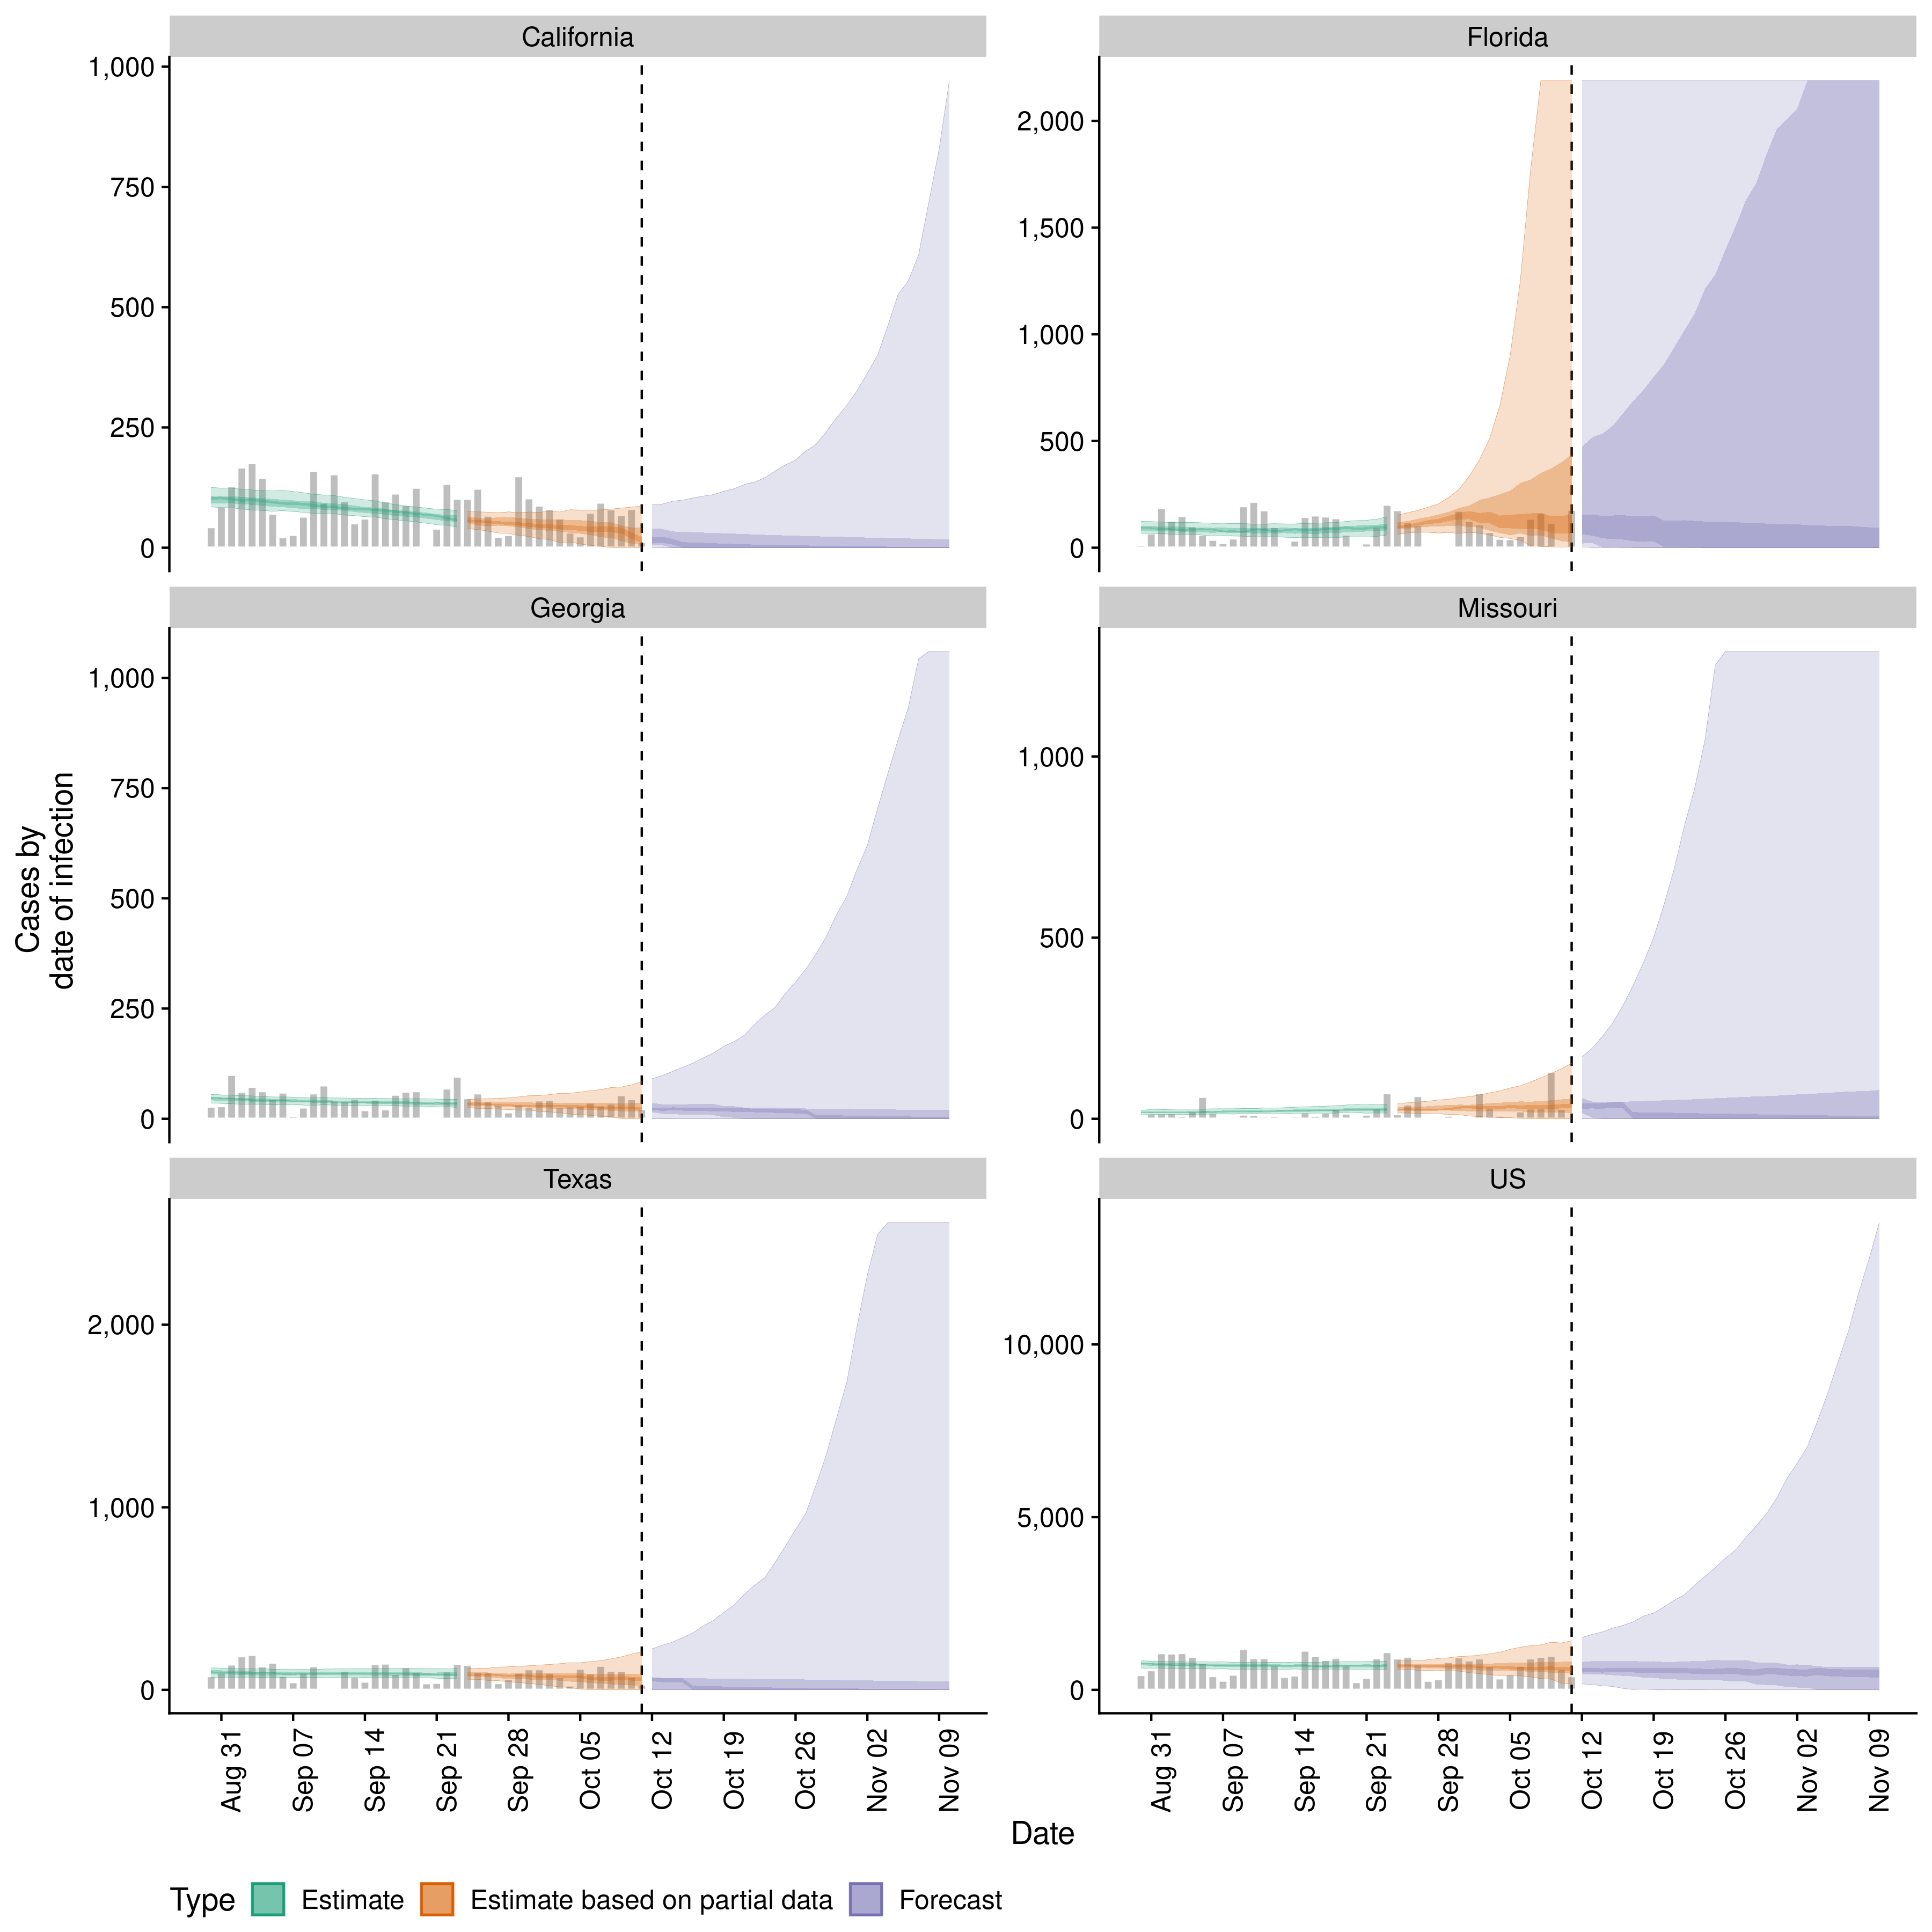 California
Florida
1,000
750
500
250
0
2,000
1,500
1,000
500
0
Georgia
Missouri
1,000
750
500
250
0
1,000
500
0
Cases by
date of infection
Texas
US
2,000
1,000
0
10,000
5,000
0
Aug 31
Sep 07
Sep 14
Sep 21
Sep 28
Oct 05
Oct 12
Oct 19
Oct 26
Nov 02
Nov 09
Aug 31
Sep 07
Sep 14
Sep 21
Sep 28
Oct 05
Oct 12
Oct 19
Oct 26
Nov 02
Nov 09
Date
Type Estimate Estimate based on partial data Forecast